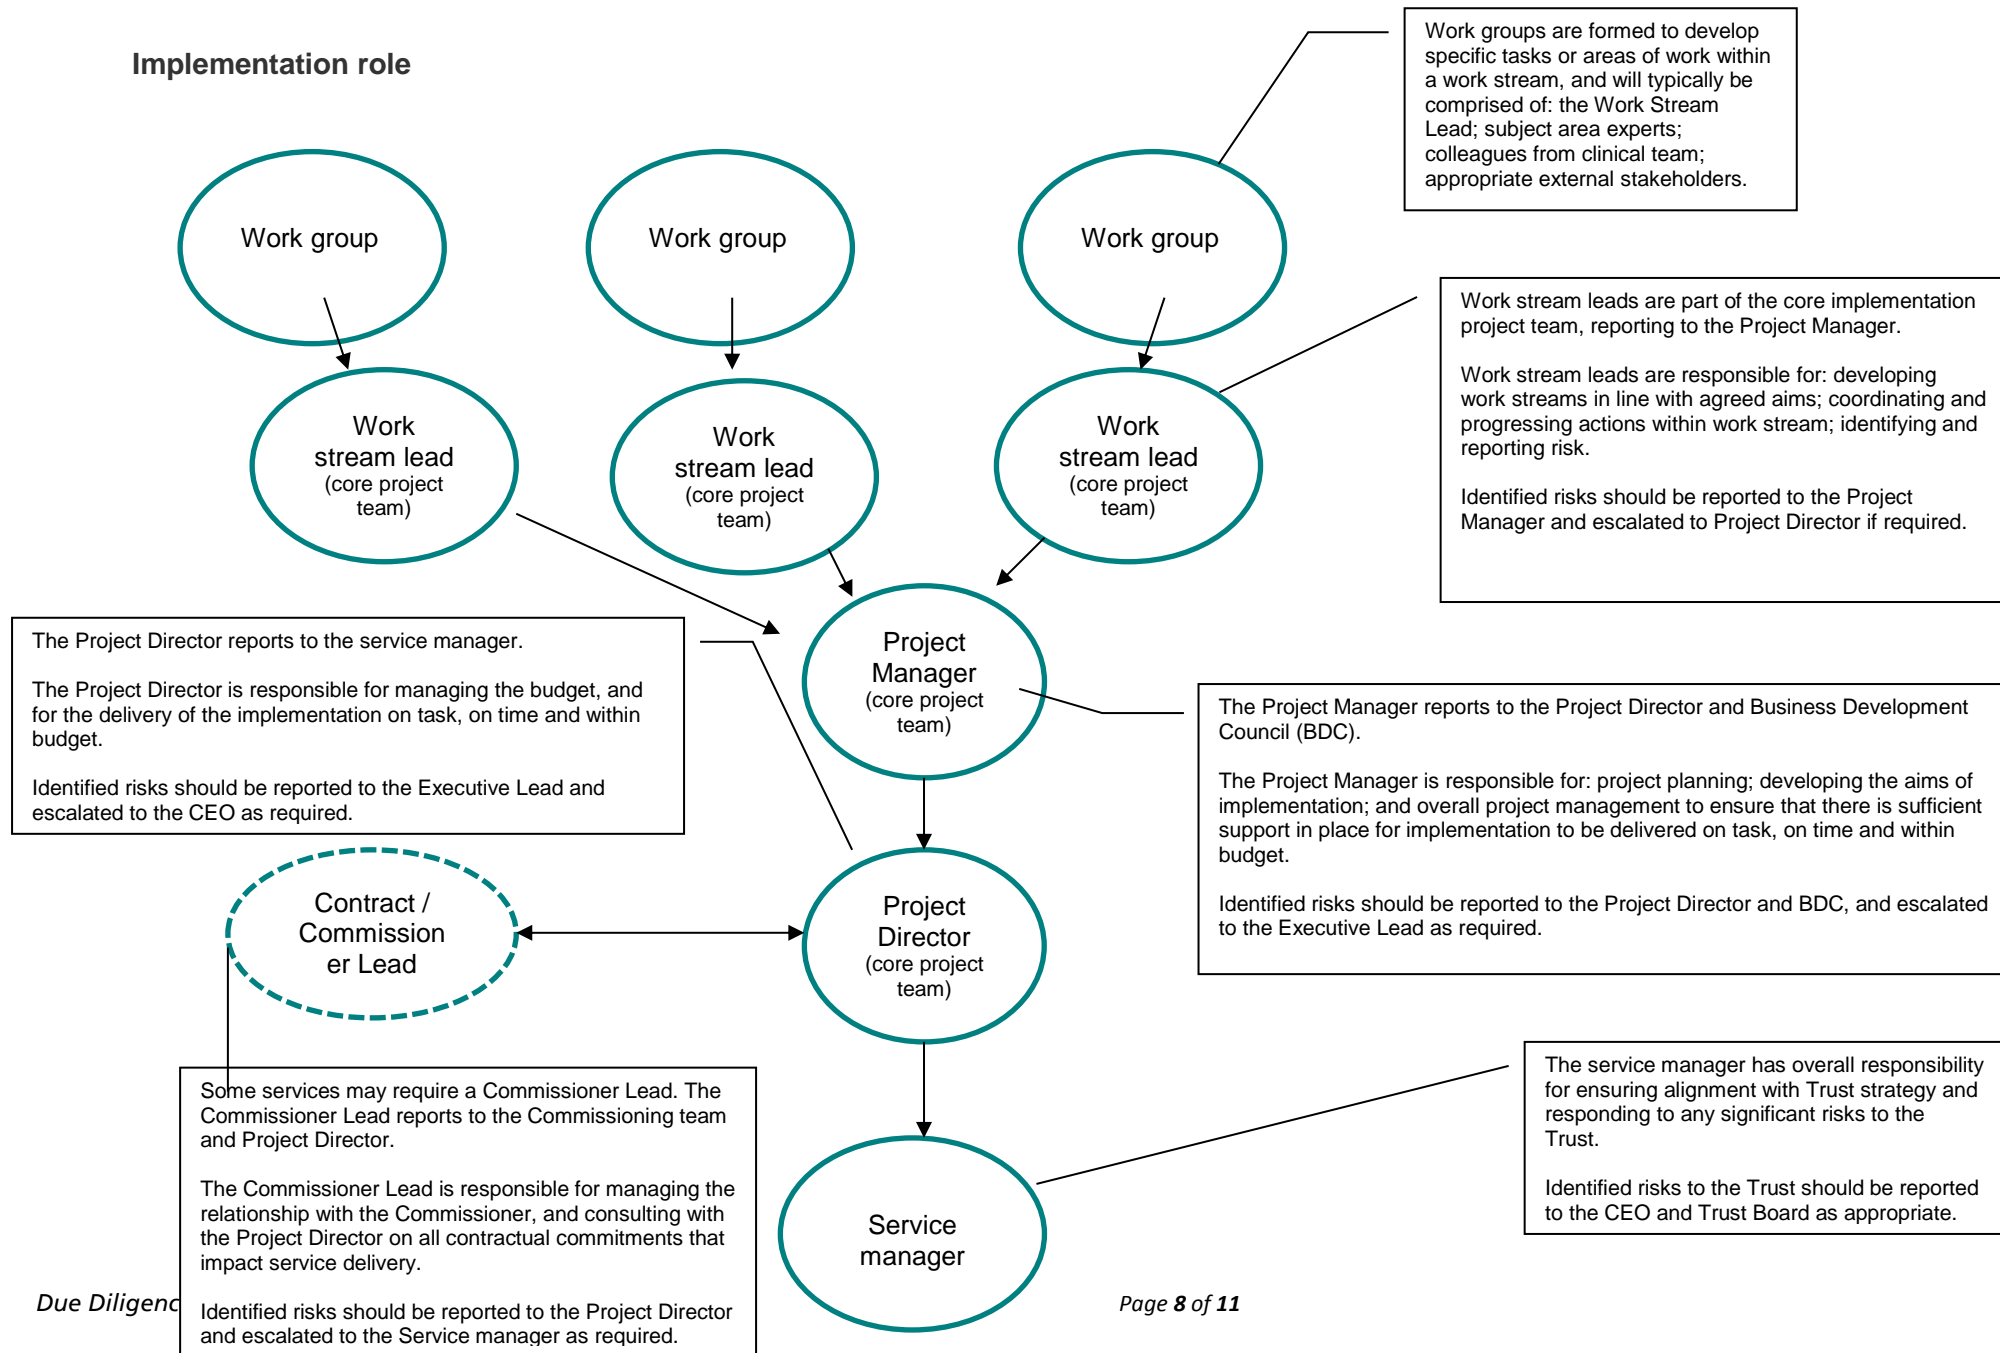 Implementation role
Work groups are formed to develop
specific tasks or areas of work within
a work stream, and will typically be
comprised of: the Work Stream
Lead; subject area experts;
colleagues from clinical team;
appropriate external stakeholders.
Work group
Work group
Work group
Work stream leads are part of the core implementation
project team, reporting to the Project Manager.
Work stream leads are responsible for: developing
work streams in line with agreed aims; coordinating and
progressing actions within work stream; identifying and
reporting risk.
Identified risks should be reported to the Project
Manager and escalated to Project Director if required.
Work
stream lead
(core project
team)
Work
stream lead
(core project
team)
Work
stream lead
(core project
team)
The Project Director reports to the service manager.
The Project Director is responsible for managing the budget, and
for the delivery of the implementation on task, on time and within
budget.
Identified risks should be reported to the Executive Lead and
escalated to the CEO as required.
Project
Manager
(core project
team)
The Project Manager reports to the Project Director and Business Development
Council (BDC).
The Project Manager is responsible for: project planning; developing the aims of
implementation; and overall project management to ensure that there is sufficient
support in place for implementation to be delivered on task, on time and within
budget.
Identified risks should be reported to the Project Director and BDC, and escalated
to the Executive Lead as required.
Contract /
Commission
er Lead
Project
Director
(core project
team)
Some services may require a Commissioner Lead. The
Commissioner Lead reports to the Commissioning team
and Project Director.
The Commissioner Lead is responsible for managing the
relationship with the Commissioner, and consulting with
the Project Director on all contractual commitments that
impact service delivery.
Identified risks should be reported to the Project Director
and escalated to the Service manager as required.
The service manager has overall responsibility
for ensuring alignment with Trust strategy and
responding to any significant risks to the
Trust.
Identified risks to the Trust should be reported
to the CEO and Trust Board as appropriate.
Service
manager
Due Diligenc
Page 8 of 11